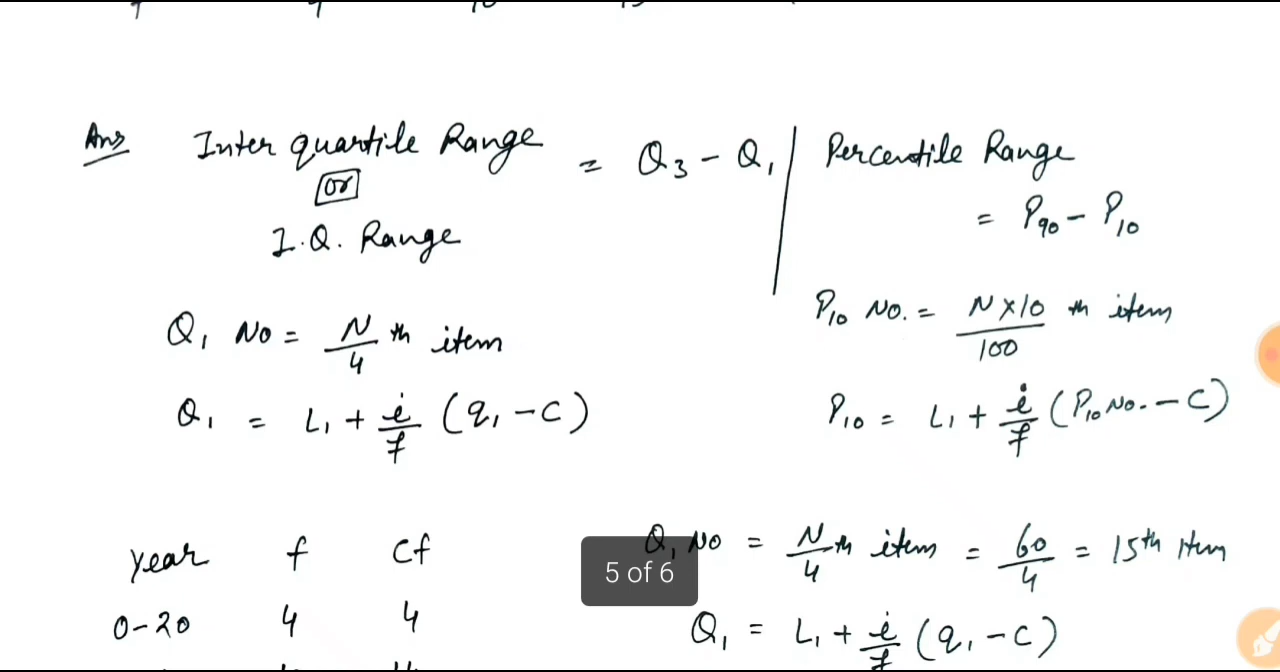 Ans Inter quartile Range = Q3 - Q1
or
I.Q. Range
Q1 No = N/4 th item
Q1 = L1 + i/f (q1 - C)
Percentile Range
= P90 - P10
P10 No. = N×10/100 th item
P10 = L1 + i/f (P10 No. - C)
year f Cf
0-20 4 4
Q1 No = N/4 th item = 60/4 = 15th item
Q1 = L1 + i/f (q1 - C)
5 of 6